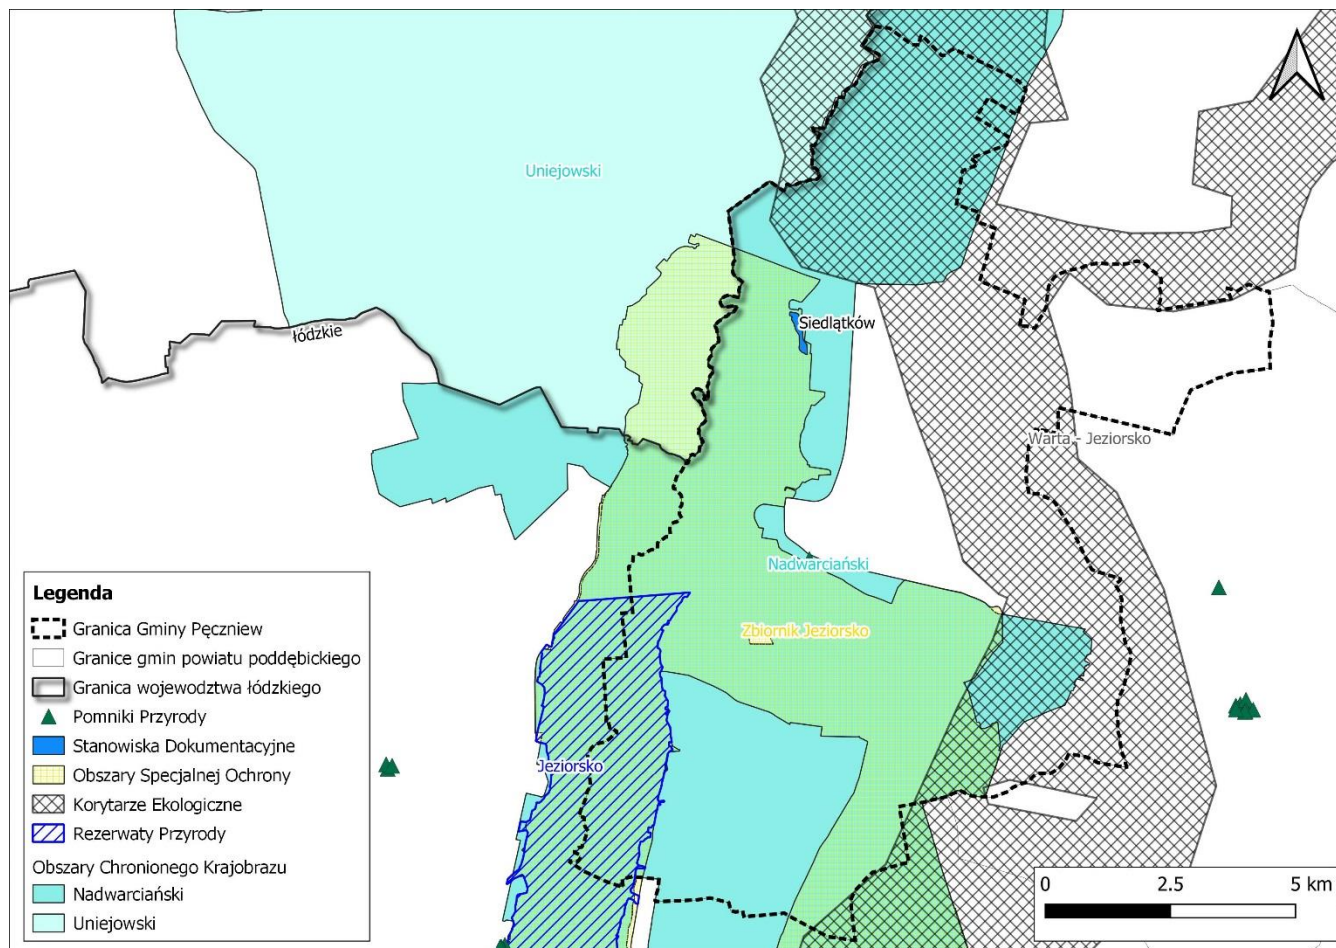 Uniejowski
łódzkie
Siedlątków
Warta - Jeziorsko
Nadwarciański
Zbiornik Jeziorsko
Jeziorsko
Legenda
Granica Gminy Pęczniew
Granice gmin powiatu poddębickiego
Granica wojewodztwa łódzkiego
Pomniki Przyrody
Stanowiska Dokumentacyjne
Obszary Specjalnej Ochrony
Korytarze Ekologiczne
Rezerwaty Przyrody
Obszary Chronionego Krajobrazu
Nadwarciański
Uniejowski
0 2.5 5 km